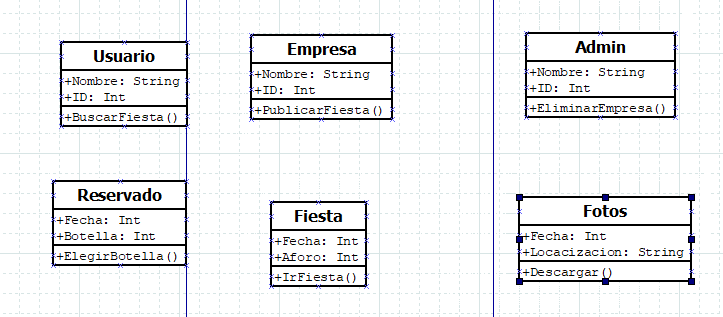 Usuario
+Nombre: String
+ID: Int
+BuscarFiesta()
Empresa
+Nombre: String
+ID: Int
+PublicarFiesta()
Admin
+Nombre: String
+ID: Int
+EliminarEmpresa()
Reservado
+Fecha: Int
+Botella: Int
+ElegirBotella()
Fiesta
+Fecha: Int
+Aforo: Int
+IrFiesta()
Fotos
+Fecha: Int
+Locacizacion: String
+Descargar()